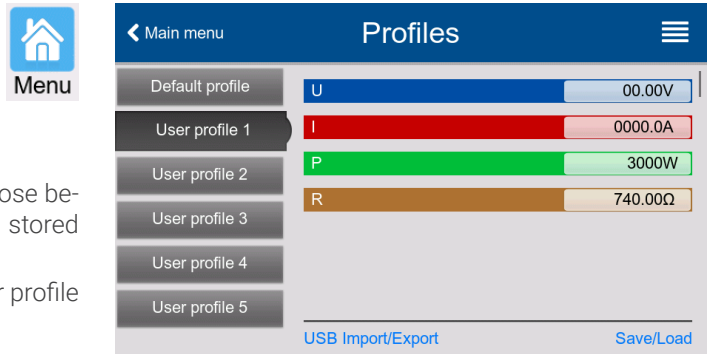 Menu
ose be-
stored
r profile
Main menu
Profiles
Default profile
User profile 1
User profile 2
User profile 3
User profile 4
User profile 5
U 00.00V
I 0000.0A
P 3000W
R 740.00Ω
USB Import/Export Save/Load